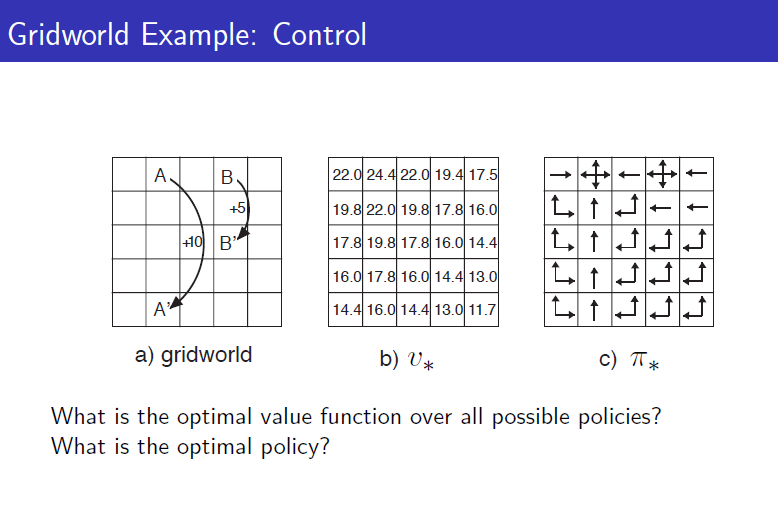 Gridworld Example: Control
A B
+5
+10 B'
A'
22.0 24.4 22.0 19.4 17.5
19.8 22.0 19.8 17.8 16.0
17.8 19.8 17.8 16.0 14.4
16.0 17.8 16.0 14.4 13.0
14.4 16.0 14.4 13.0 11.7
a) gridworld
b) v*
c) π*
What is the optimal value function over all possible policies?
What is the optimal policy?